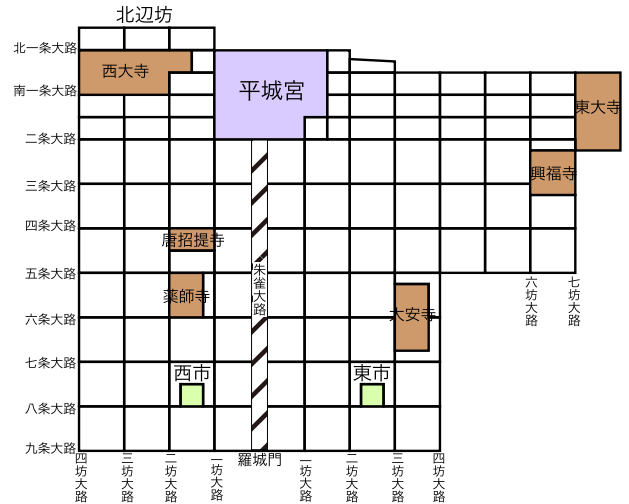 北辺坊
北一条大路
西大寺
平城宮
南一条大路
東大寺
二条大路
興福寺
三条大路
四条大路
唐招提寺
五条大路
朱雀大路
六坊大路
七坊大路
薬師寺
大安寺
六条大路
七条大路
西市
東市
八条大路
九条大路
羅城門
四坊大路
三坊大路
二坊大路
一坊大路
一坊大路
二坊大路
三坊大路
四坊大路